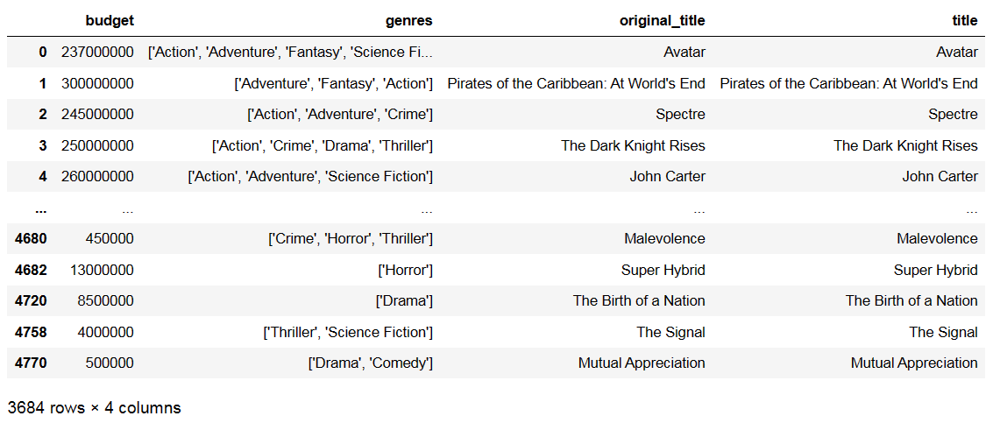 budget genres original_title title
0 237000000 ['Action', 'Adventure', 'Fantasy', 'Science Fi... Avatar Avatar
1 300000000 ['Adventure', 'Fantasy', 'Action'] Pirates of the Caribbean: At World's End Pirates of the Caribbean: At World's End
2 245000000 ['Action', 'Adventure', 'Crime'] Spectre Spectre
3 250000000 ['Action', 'Crime', 'Drama', 'Thriller'] The Dark Knight Rises The Dark Knight Rises
4 260000000 ['Action', 'Adventure', 'Science Fiction'] John Carter John Carter
... ... ... ... ...
4680 450000 ['Crime', 'Horror', 'Thriller'] Malevolence Malevolence
4682 13000000 ['Horror'] Super Hybrid Super Hybrid
4720 8500000 ['Drama'] The Birth of a Nation The Birth of a Nation
4758 4000000 ['Thriller', 'Science Fiction'] The Signal The Signal
4770 500000 ['Drama', 'Comedy'] Mutual Appreciation Mutual Appreciation
3684 rows × 4 columns